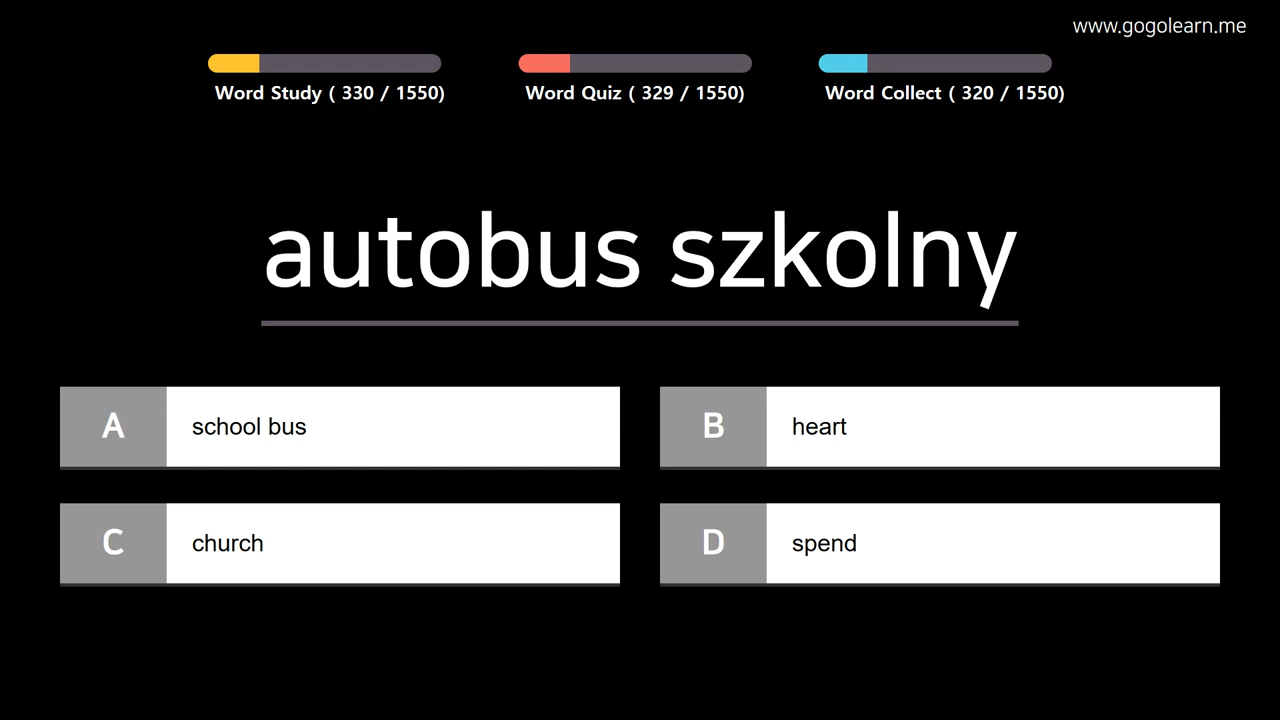 www.gogolearn.me
Word Study ( 330 / 1550)
Word Quiz ( 329 / 1550)
Word Collect ( 320 / 1550)
autobus szkolny
A school bus
B heart
C church
D spend